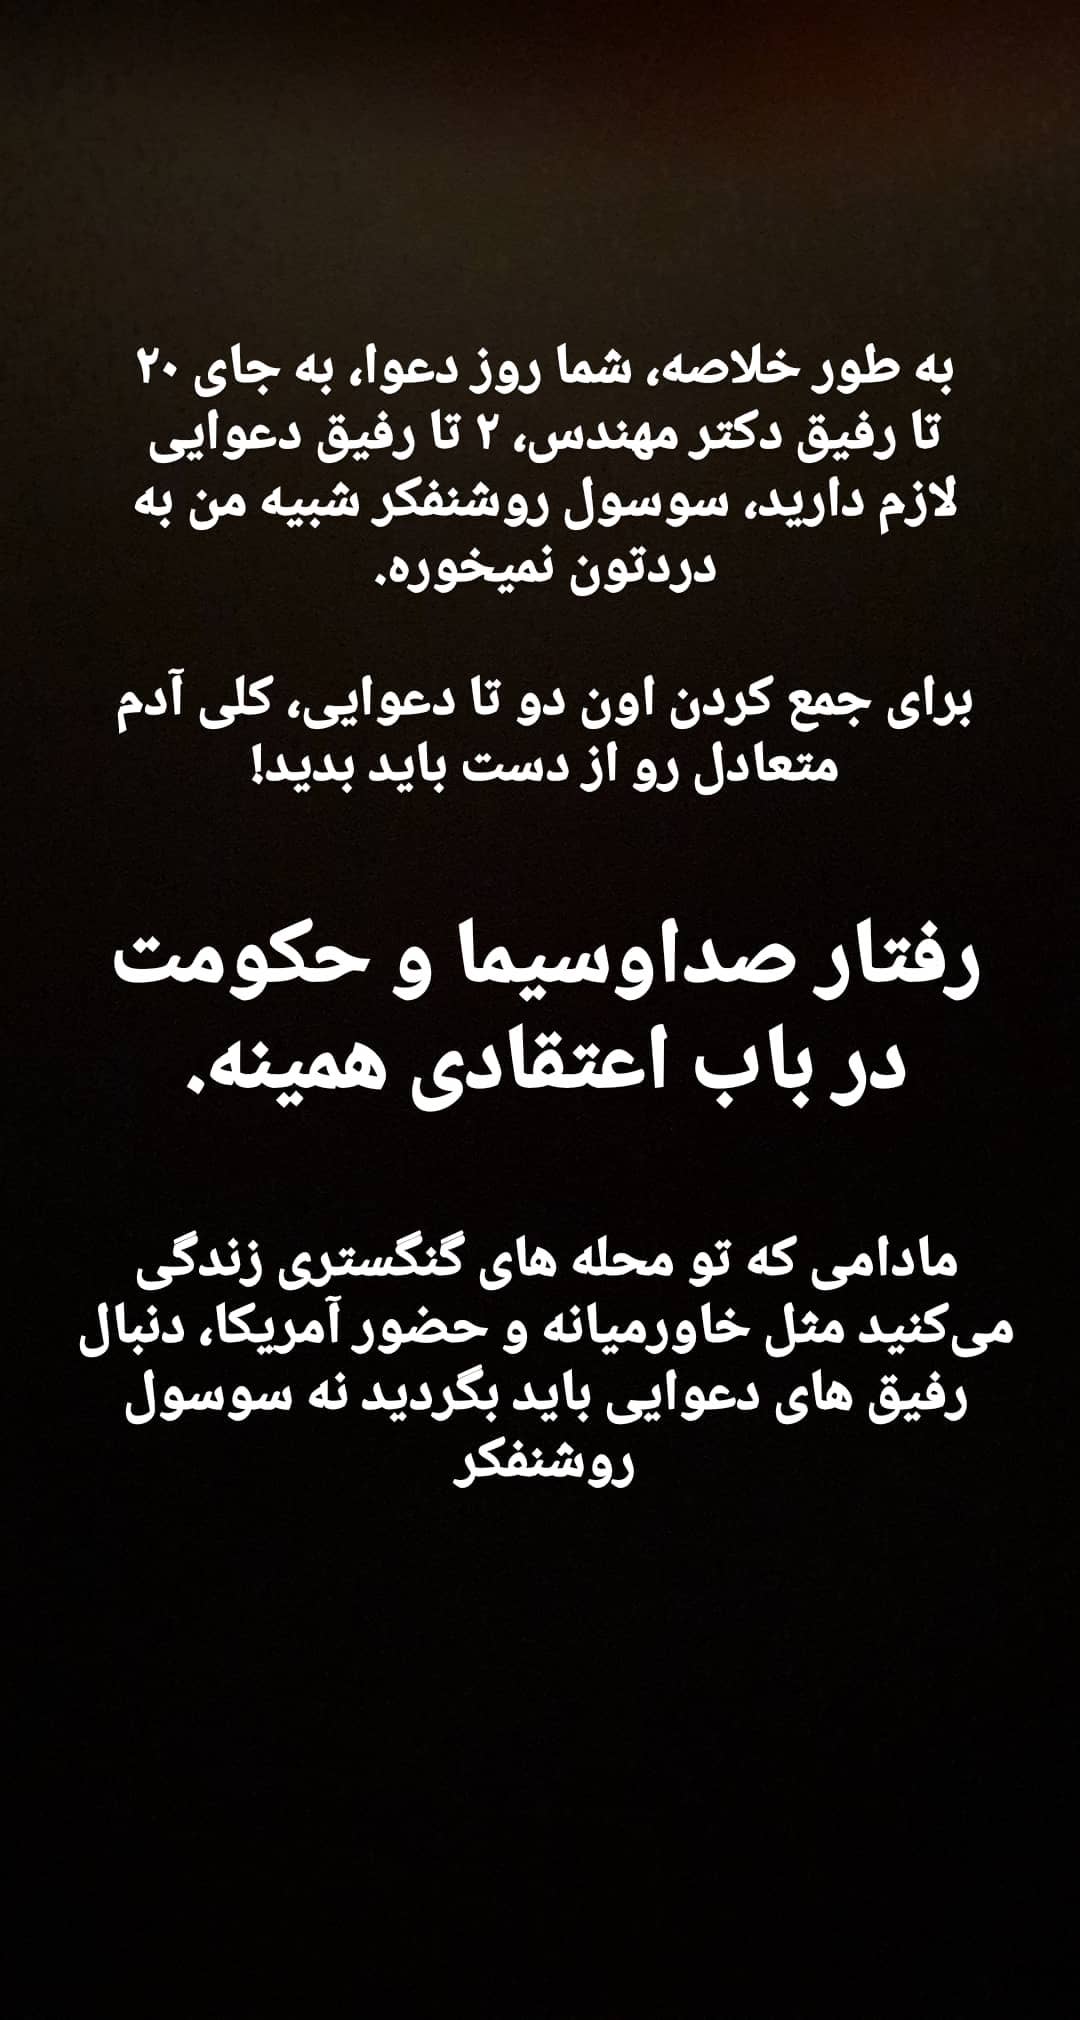 به طور خلاصه، شما روز دعوا، به جای ۲۰
تا رفیق دکتر مهندس، ۲ تا رفیق دعوایی
لازم دارید، سوسول روشنفکر شبیه من به
دردتون نمیخوره.
برای جمع کردن اون دو تا دعوایی، کلی آدم
متعادل رو از دست باید بدید!
رفتار صداوسیما و حکومت
در باب اعتقادی همینه.
مادامی که تو محله های گنگستری زندگی
می‌کنید مثل خاورمیانه و حضور آمریکا، دنبال
رفیق های دعوایی باید بگردید نه سوسول
روشنفکر